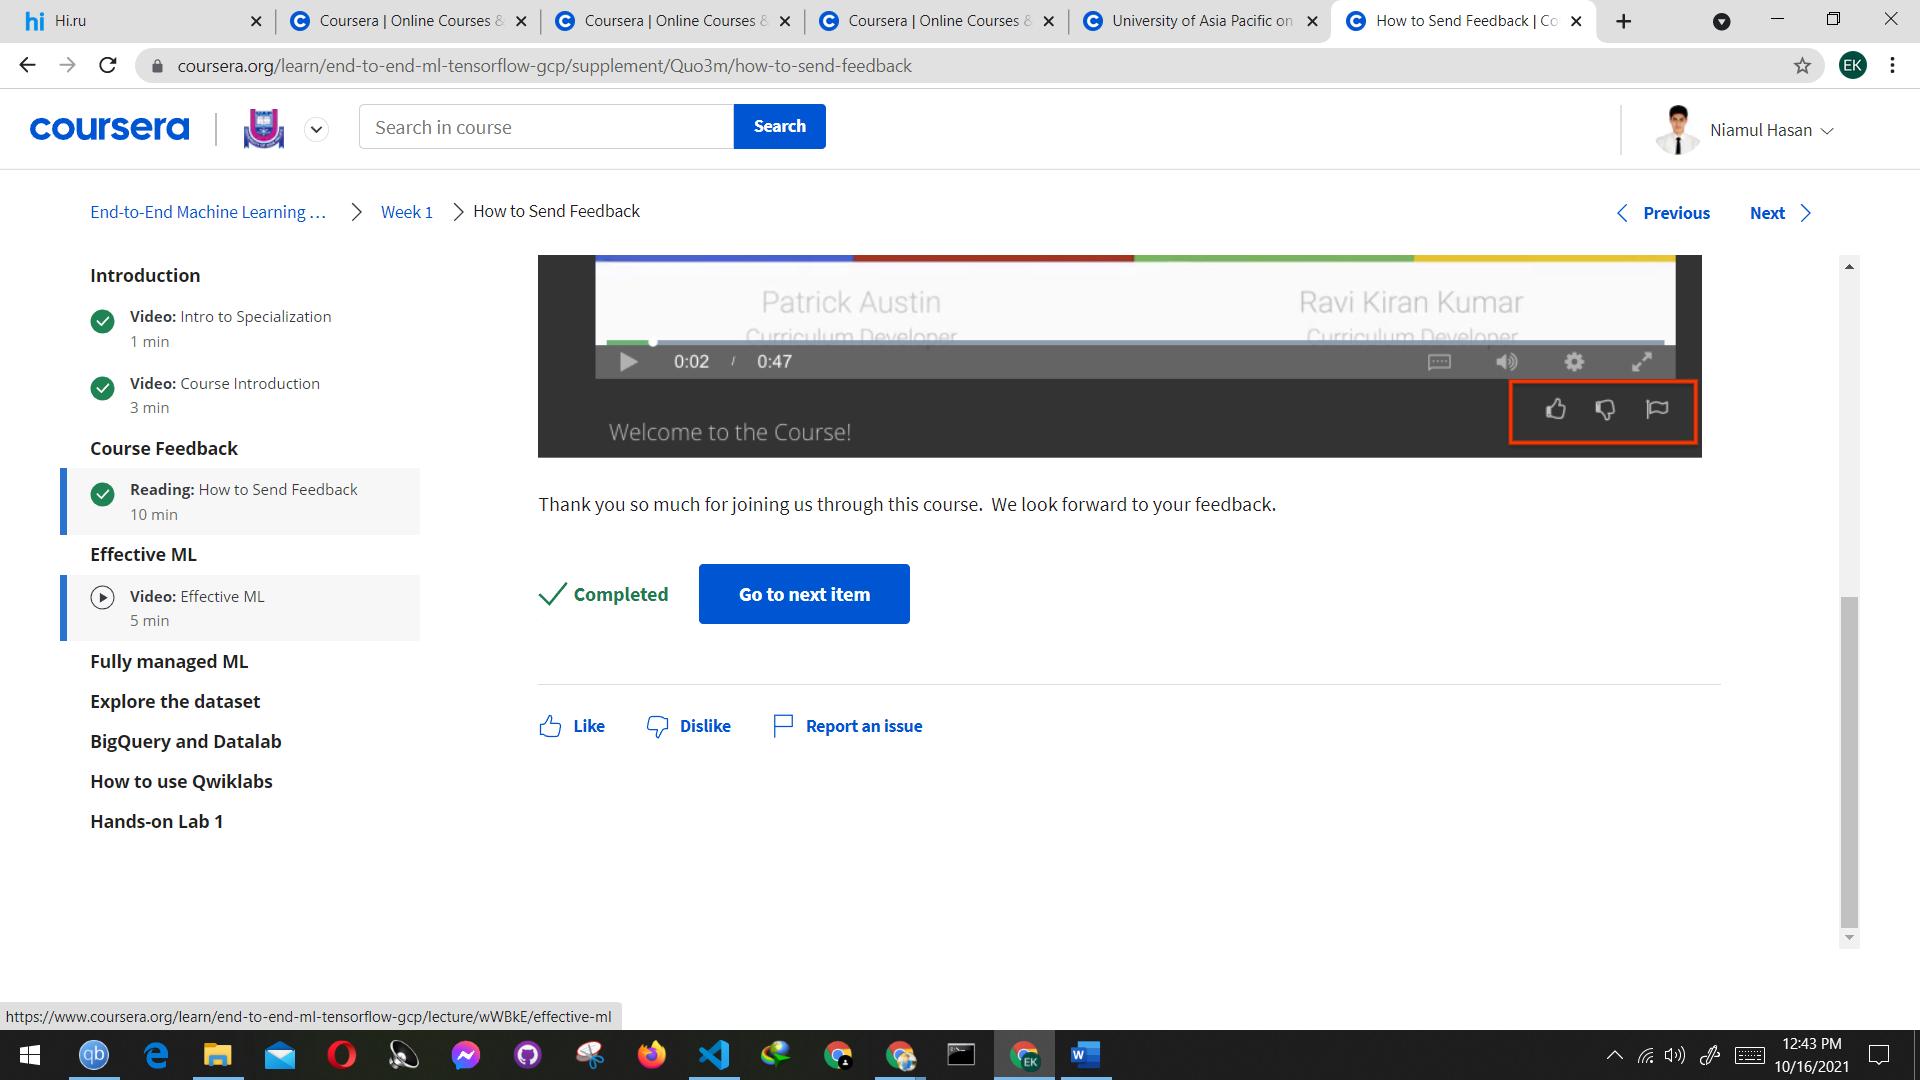 Hi.ru
Coursera | Online Courses &
Coursera | Online Courses &
Coursera | Online Courses &
University of Asia Pacific on
How to Send Feedback | Co
coursera.org/learn/end-to-end-ml-tensorflow-gcp/supplement/Quo3m/how-to-send-feedback
EK
coursera
Search in course
Search
Niamul Hasan
End-to-End Machine Learning …
Week 1
How to Send Feedback
Previous
Next
Introduction
Video: Intro to Specialization
1 min
Video: Course Introduction
3 min
Course Feedback
Reading: How to Send Feedback
10 min
Effective ML
Video: Effective ML
5 min
Fully managed ML
Explore the dataset
BigQuery and Datalab
How to use Qwiklabs
Hands-on Lab 1
Patrick Austin
Curriculum Developer
Ravi Kiran Kumar
Curriculum Developer
0:02 / 0:47
Welcome to the Course!
Thank you so much for joining us through this course. We look forward to your feedback.
Completed
Go to next item
Like
Dislike
Report an issue
https://www.coursera.org/learn/end-to-end-ml-tensorflow-gcp/lecture/wWBkE/effective-ml
12:43 PM
10/16/2021